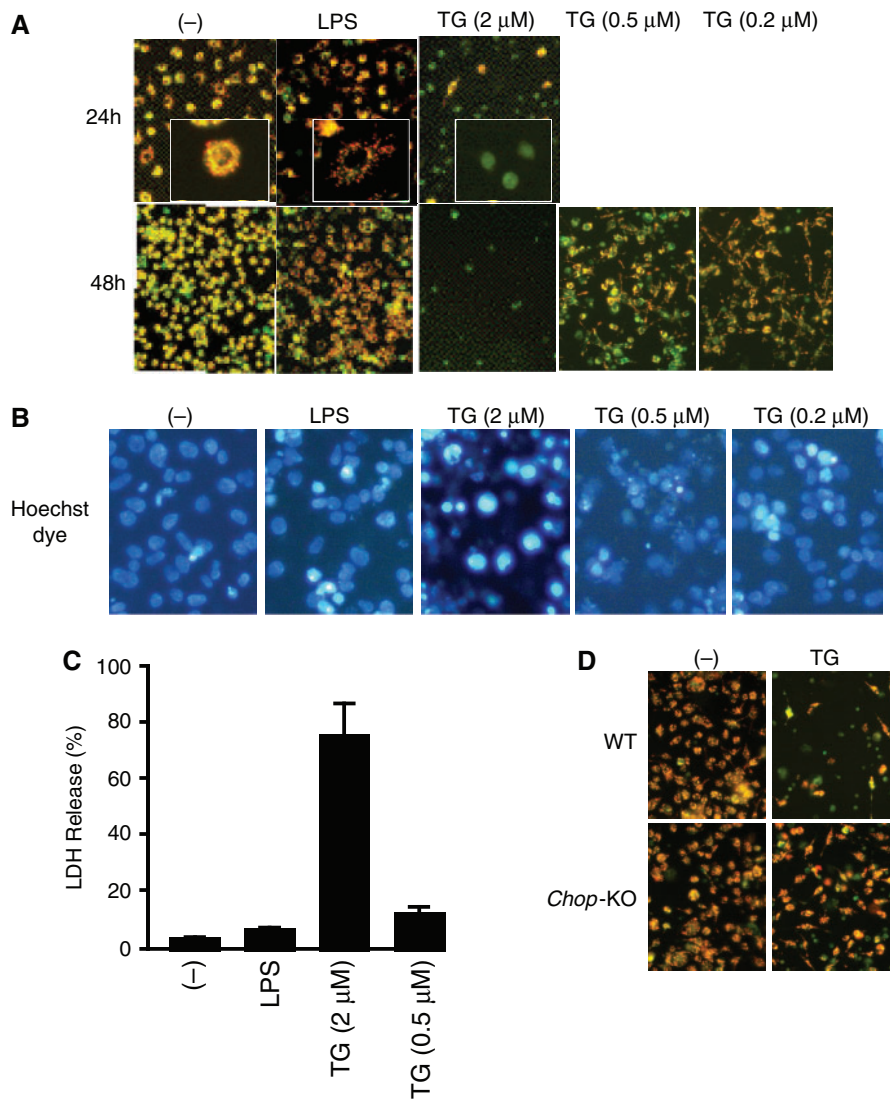 A
(–) LPS TG (2 μM) TG (0.5 μM) TG (0.2 μM)
24h
48h
B
(–) LPS TG (2 μM) TG (0.5 μM) TG (0.2 μM)
Hoechst
dye
C
LDH Release (%)
100
80
60
40
20
0
(–)
LPS
TG (2 μM)
TG (0.5 μM)
D
(–) TG
WT
Chop-KO